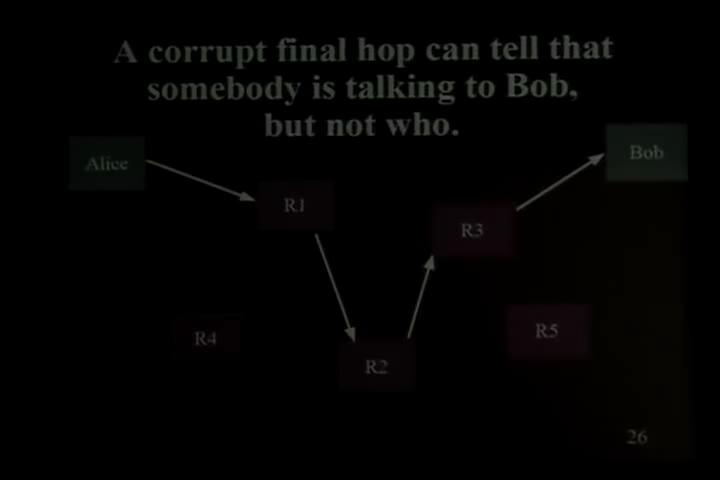 A corrupt final hop can tell that
somebody is talking to Bob,
but not who.
Alice
Bob
R1
R3
R4
R5
R2
26